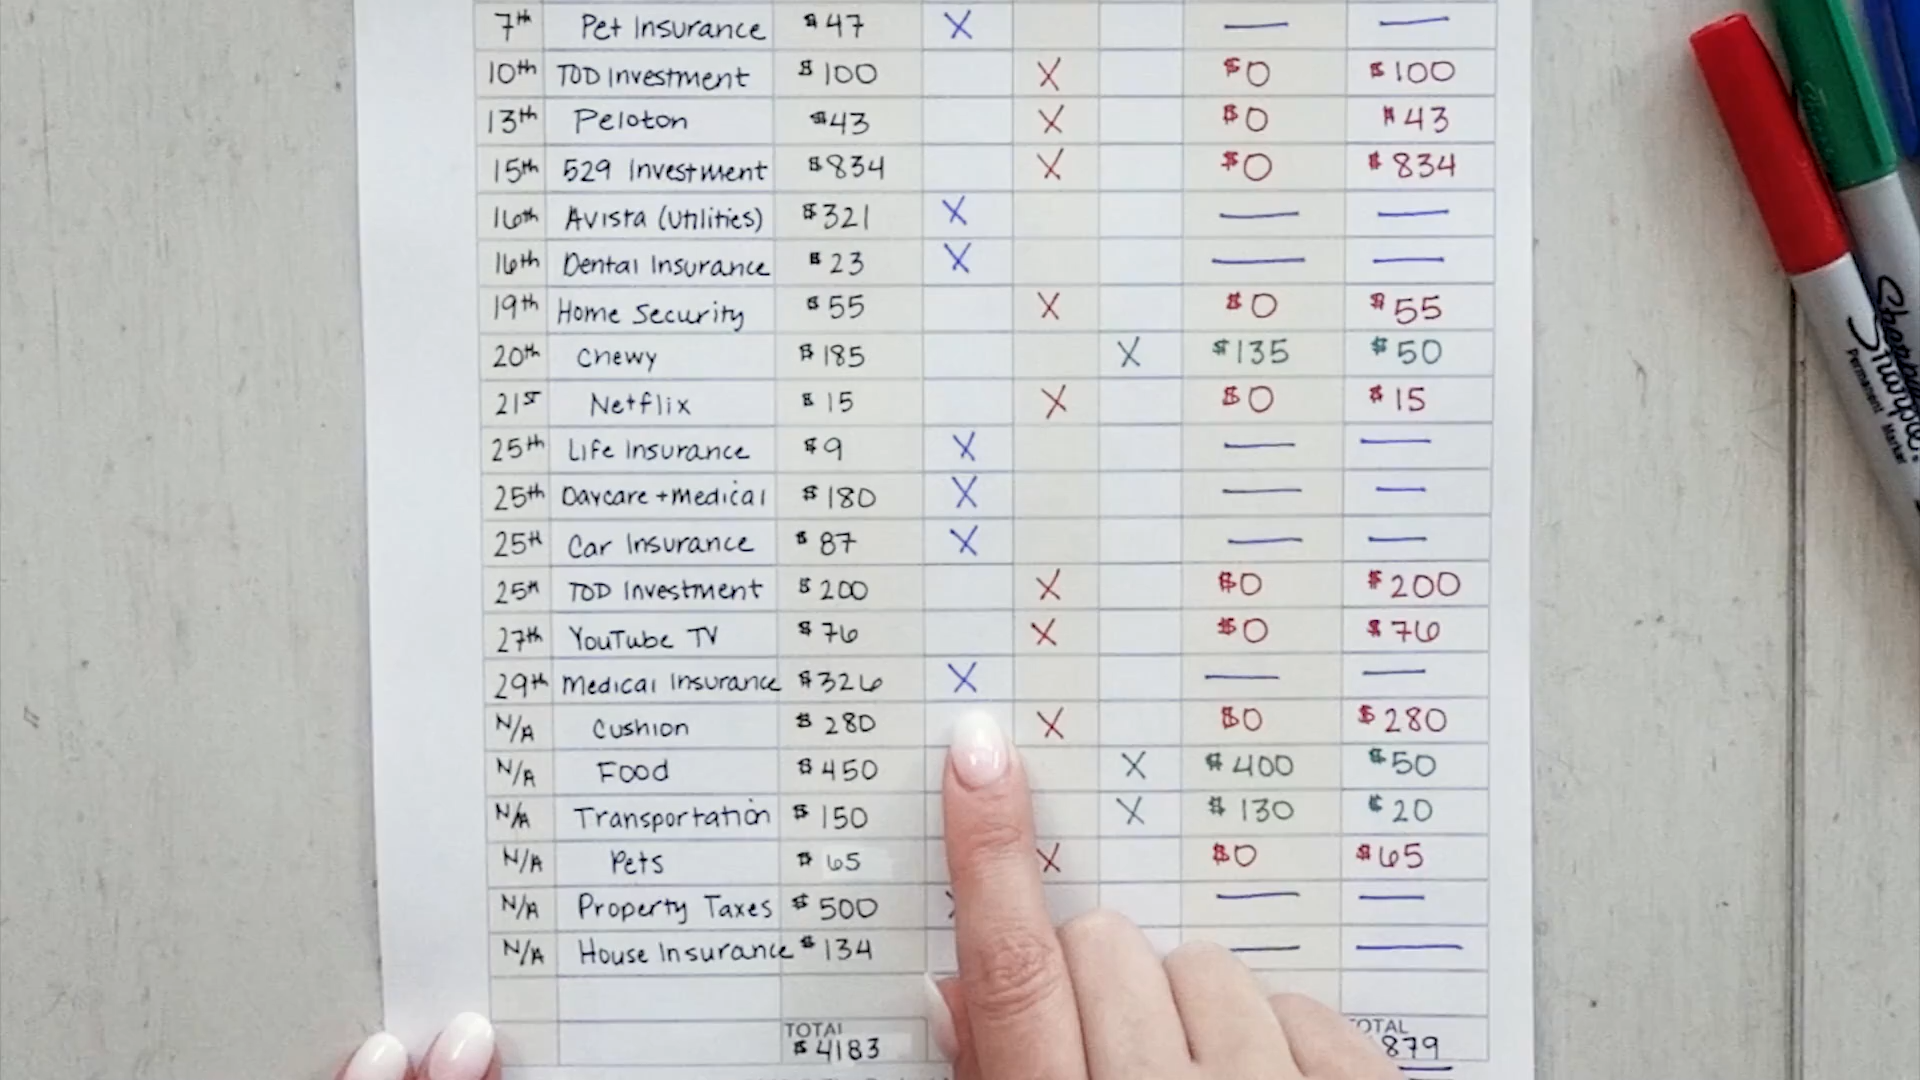 7th Pet Insurance $47 X — —
10th TOD Investment $100 X $0 $100
13th Peloton $43 X $0 $43
15th 529 Investment $834 X $0 $834
16th Avista (Utilities) $321 X — —
16th Dental Insurance $23 X — —
19th Home Security $55 X $0 $55
20th Chewy $185 X $135 $50
21st Netflix $15 X $0 $15
25th Life Insurance $9 X — —
25th Daycare + Medical $180 X — —
25th Car Insurance $87 X — —
25th TOD Investment $200 X $0 $200
27th YouTube TV $76 X $0 $76
29th Medical Insurance $326 X — —
N/A Cushion $280 X $0 $280
N/A Food $450 X $400 $50
N/A Transportation $150 X $130 $20
N/A Pets $65 X $0 $65
N/A Property Taxes $500 — —
N/A House Insurance $134 — —
TOTAL
$4183
Sharpie
Permanent Marker